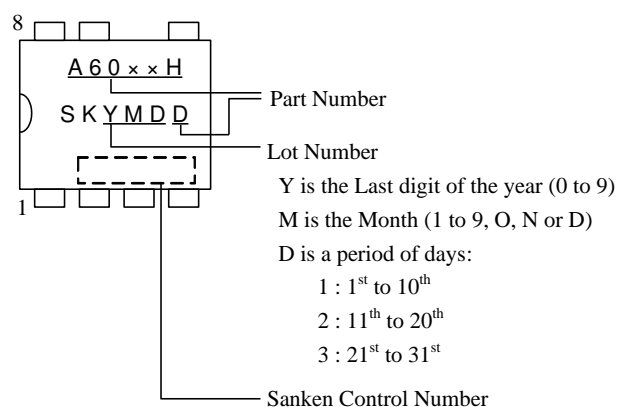 8
A 6 0 × × H
Part Number
S K Y M D D
Lot Number
Y is the Last digit of the year (0 to 9)
M is the Month (1 to 9, O, N or D)
1
D is a period of days:
1 : 1st to 10th
2 : 11th to 20th
3 : 21st to 31st
Sanken Control Number